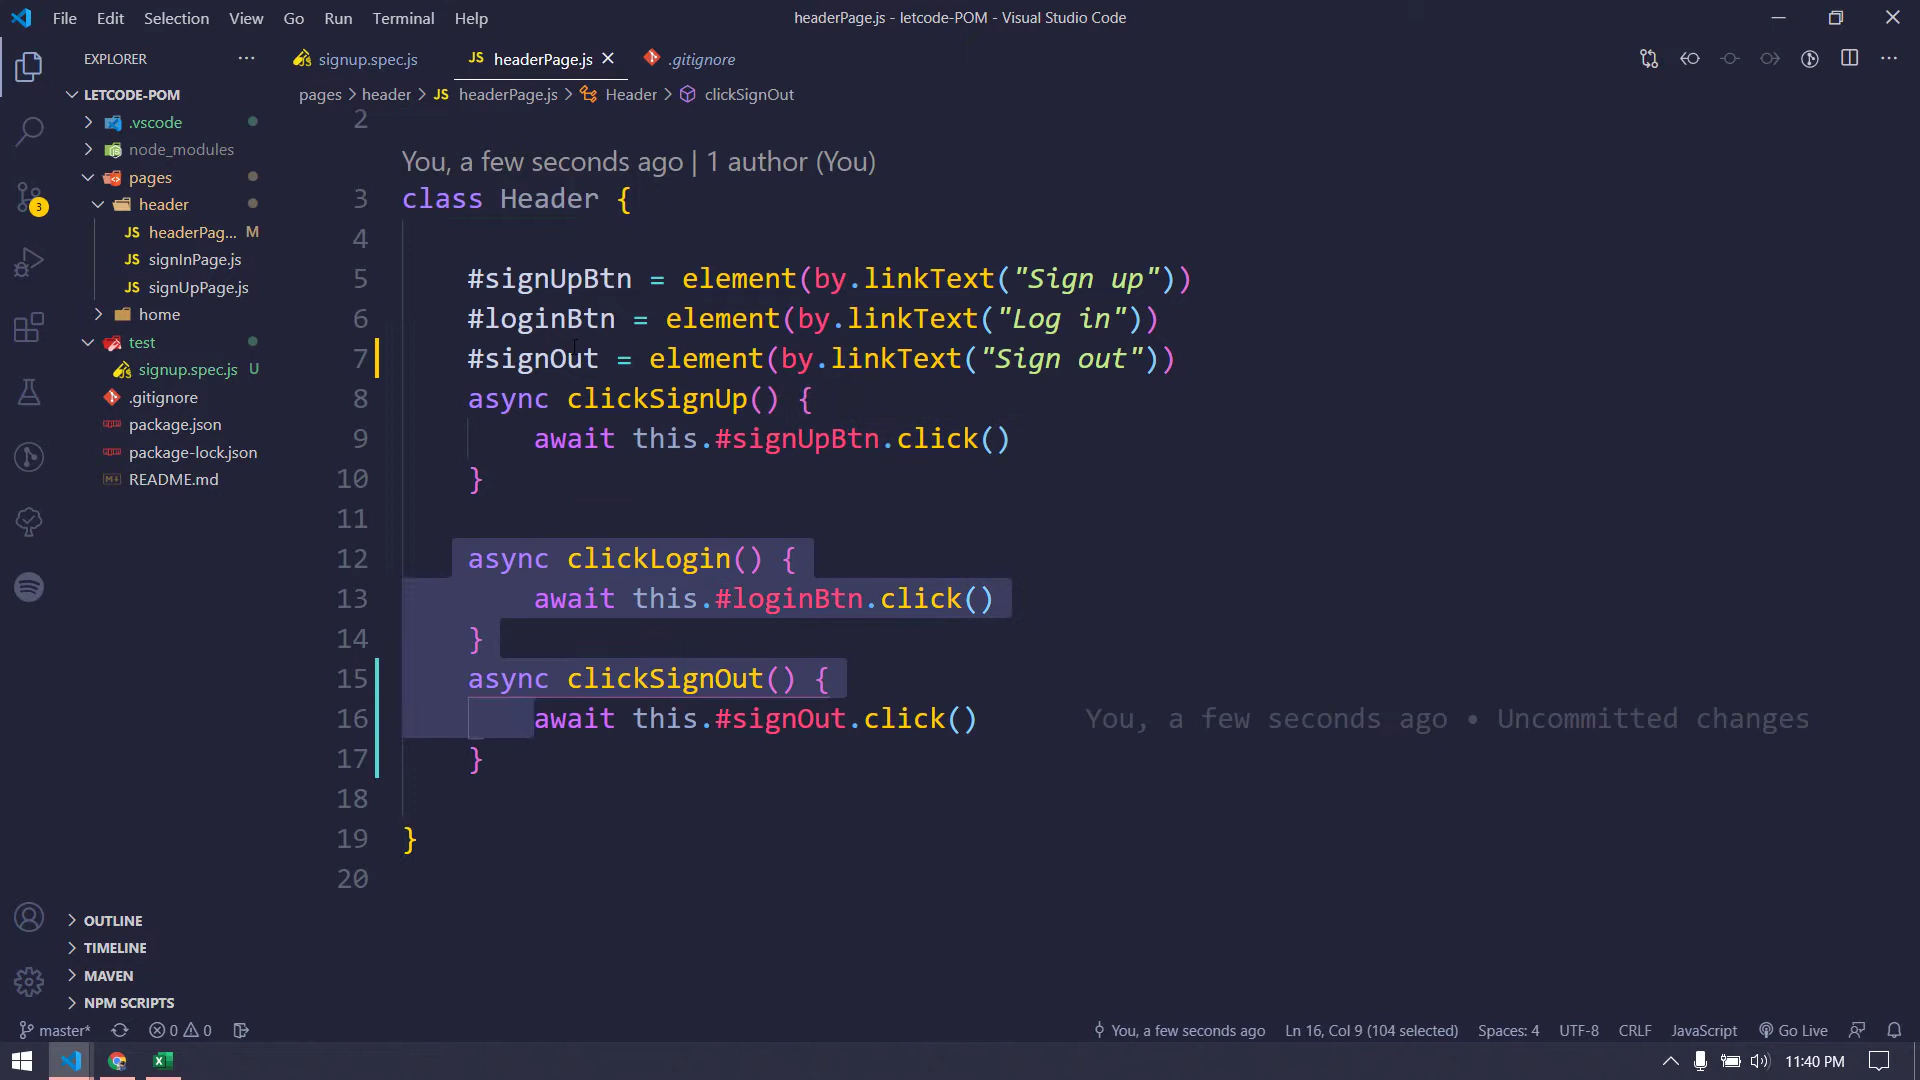 File Edit Selection View Go Run Terminal Help
headerPage.js - letcode-POM - Visual Studio Code
EXPLORER
signup.spec.js
JS headerPage.js
.gitignore
LETCODE-POM
pages > header > JS headerPage.js > Header > clickSignOut
.vscode
node_modules
pages
header
JS headerPag... M
JS signInPage.js
JS signUpPage.js
home
test
signup.spec.js U
.gitignore
package.json
package-lock.json
README.md
3
OUTLINE
TIMELINE
MAVEN
NPM SCRIPTS
2
You, a few seconds ago | 1 author (You)
3 class Header {
4
5 #signUpBtn = element(by.linkText("Sign up"))
6 #loginBtn = element(by.linkText("Log in"))
7 #signOut = element(by.linkText("Sign out"))
8 async clickSignUp() {
9 await this.#signUpBtn.click()
10 }
11
12 async clickLogin() {
13 await this.#loginBtn.click()
14 }
15 async clickSignOut() {
16 await this.#signOut.click() You, a few seconds ago • Uncommitted changes
17 }
18
19 }
20
master* 0 0 You, a few seconds ago Ln 16, Col 9 (104 selected) Spaces: 4 UTF-8 CRLF JavaScript Go Live
11:40 PM